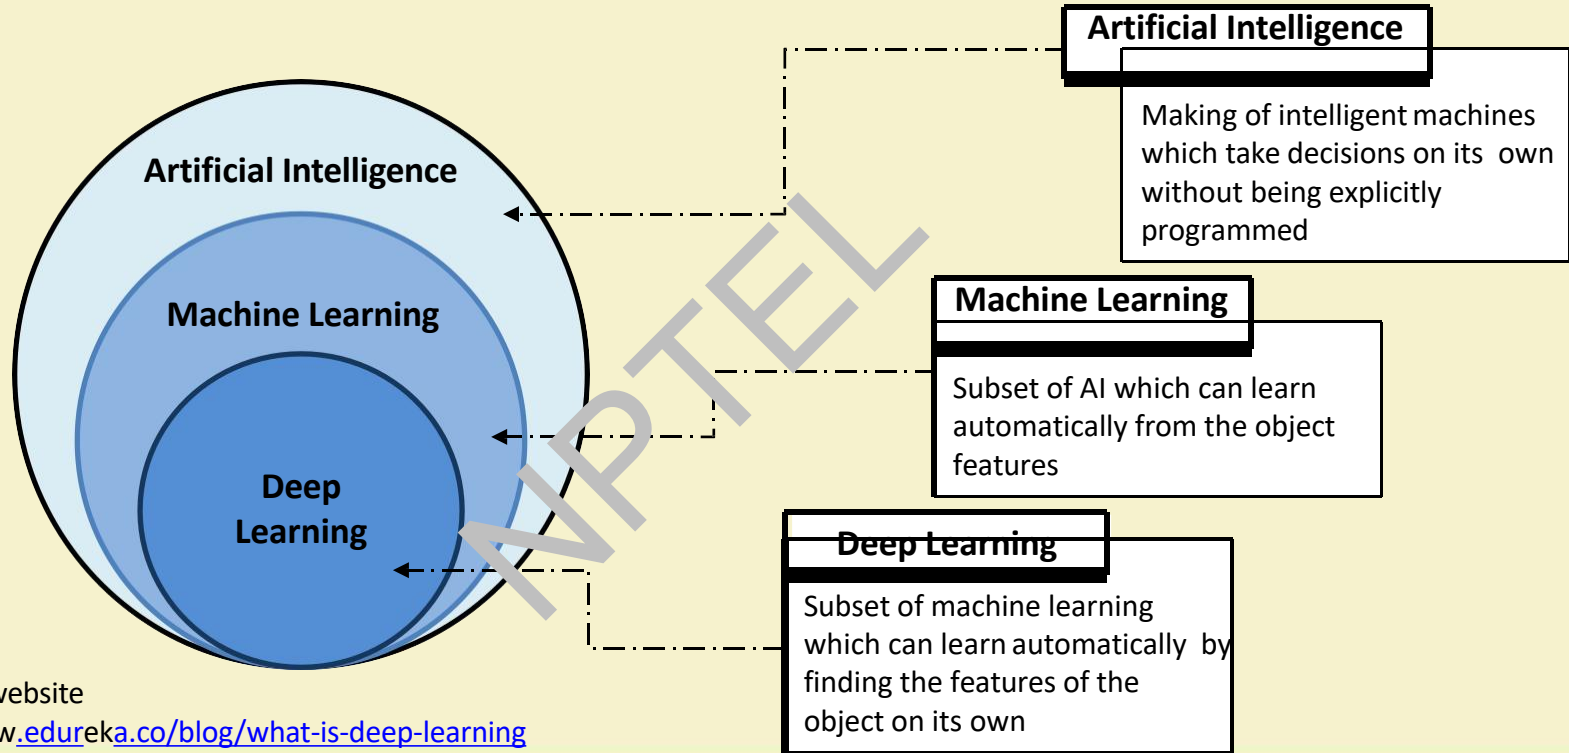 Artificial Intelligence
Making of intelligent machines
which take decisions on its own
without being explicitly
programmed
Artificial Intelligence
Machine Learning
Deep
Learning
Machine Learning
Subset of AI which can learn
automatically from the object
features
Deep Learning
Subset of machine learning
which can learn automatically by
finding the features of the
object on its own
NPTEL
website
w.edureka.co/blog/what-is-deep-learning